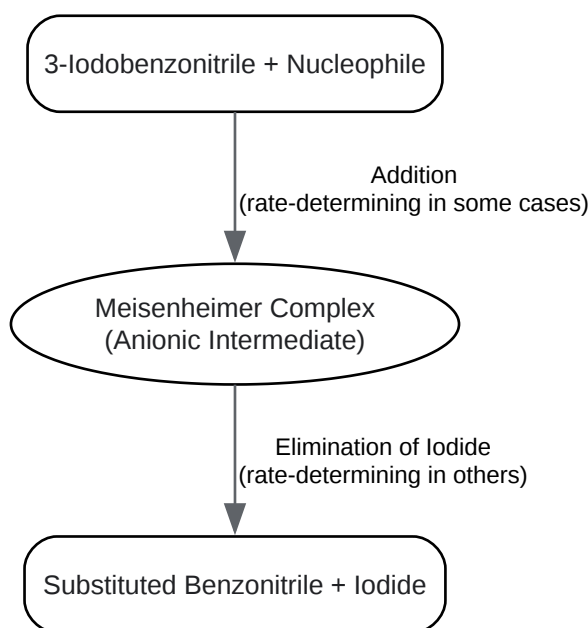 3-Iodobenzonitrile + Nucleophile
Addition
(rate-determining in some cases)
Meisenheimer Complex
(Anionic Intermediate)
Elimination of Iodide
(rate-determining in others)
Substituted Benzonitrile + Iodide